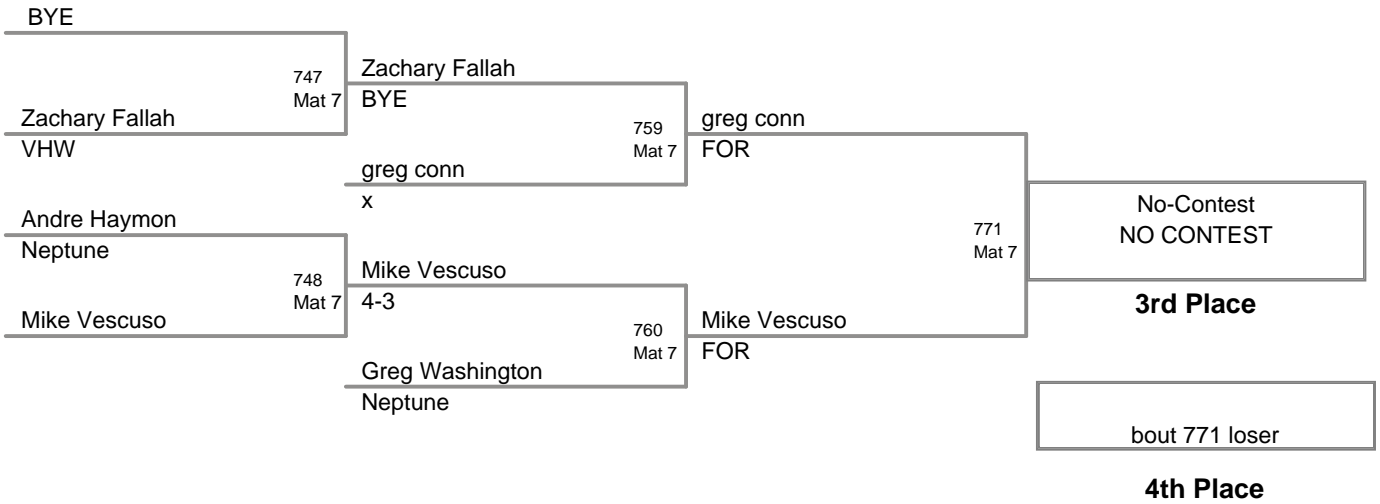 BYE
747
Mat 7
Zachary Fallah
VHW
Zachary Fallah
BYE
759
Mat 7
greg conn
x
greg conn
FOR
Andre Haymon
Neptune
748
Mat 7
Mike Vescuso
Mike Vescuso
4-3
760
Mat 7
Greg Washington
Neptune
Mike Vescuso
FOR
771
Mat 7
No-Contest
NO CONTEST
3rd Place
bout 771 loser
4th Place